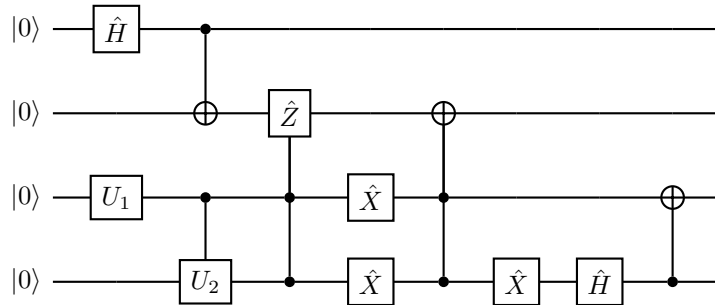 |0⟩ Ĥ
|0⟩ Ẑ
|0⟩ U₁ X̂
|0⟩ U₂ X̂ X̂ Ĥ